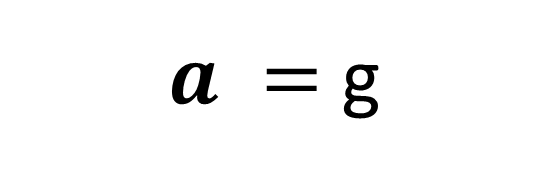 a = g